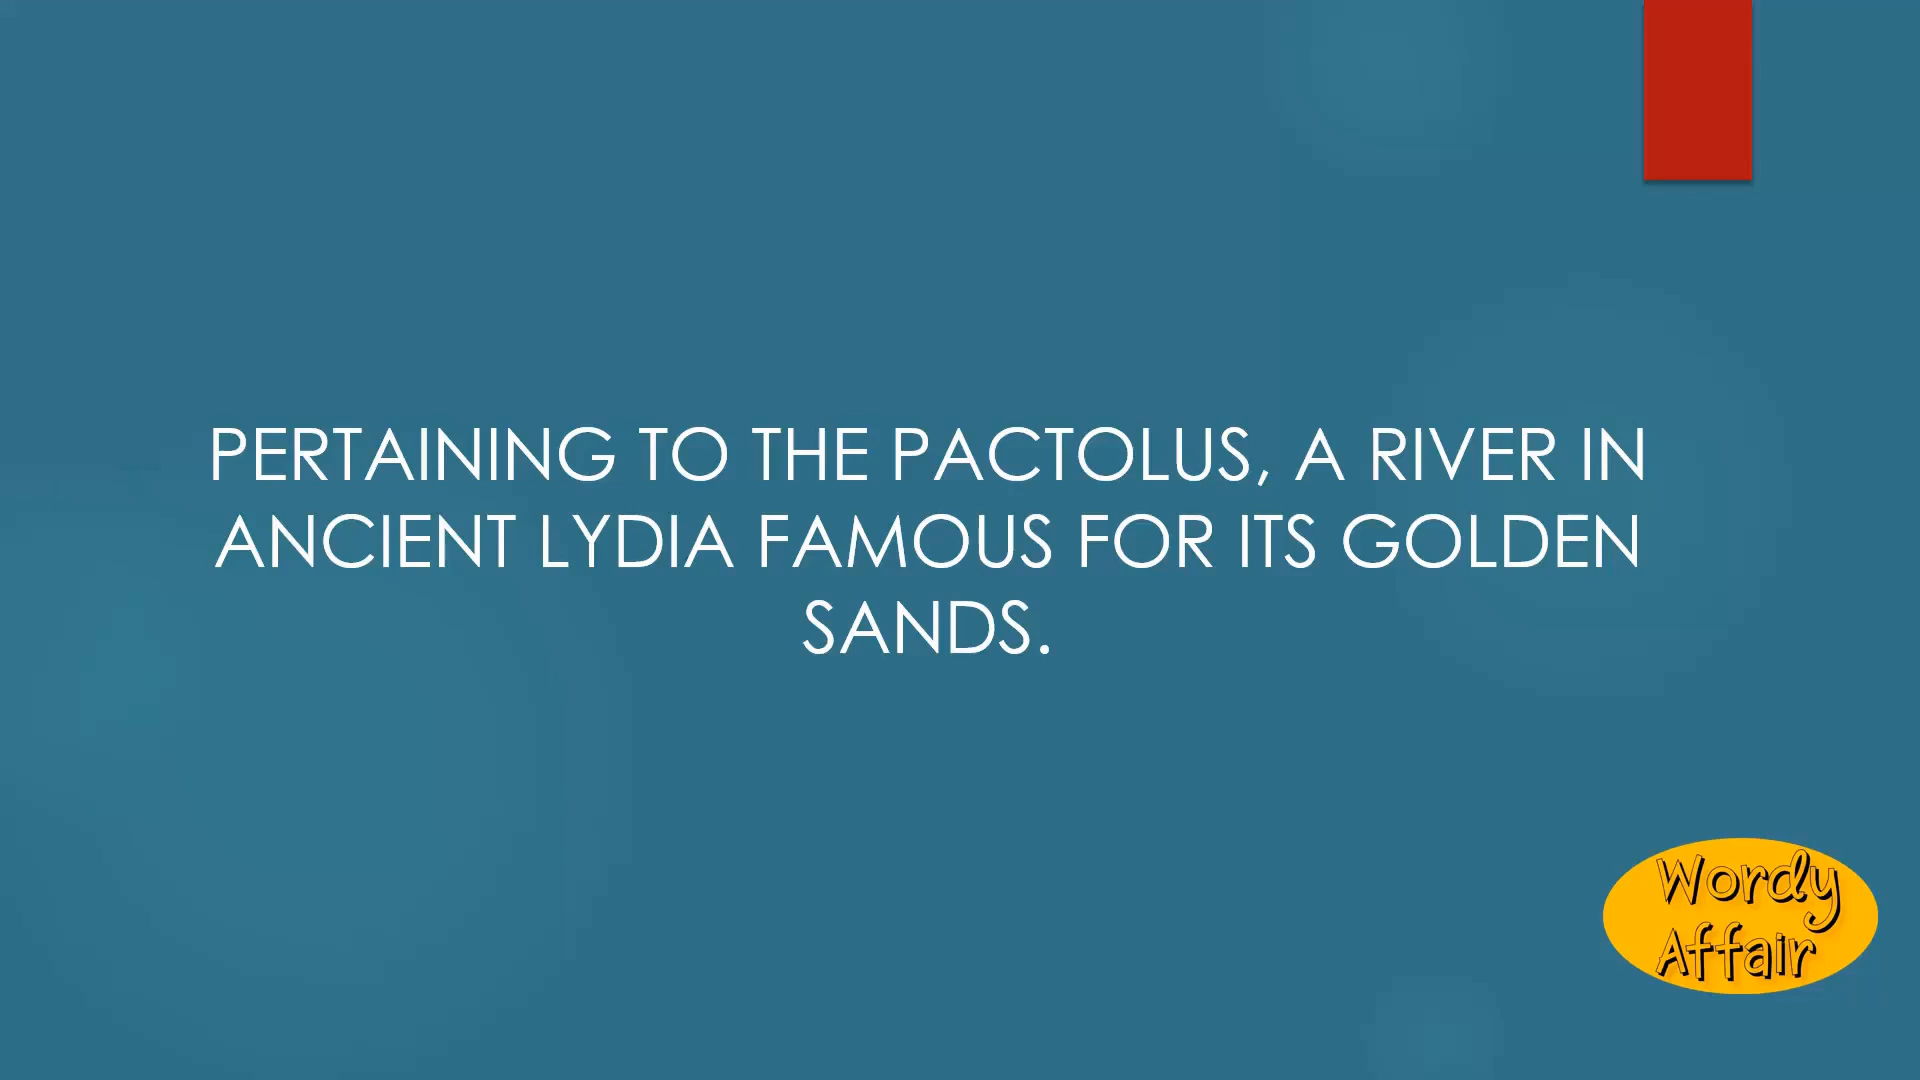 PERTAINING TO THE PACTOLUS, A RIVER IN
ANCIENT LYDIA FAMOUS FOR ITS GOLDEN
SANDS.
Wordy
Affair